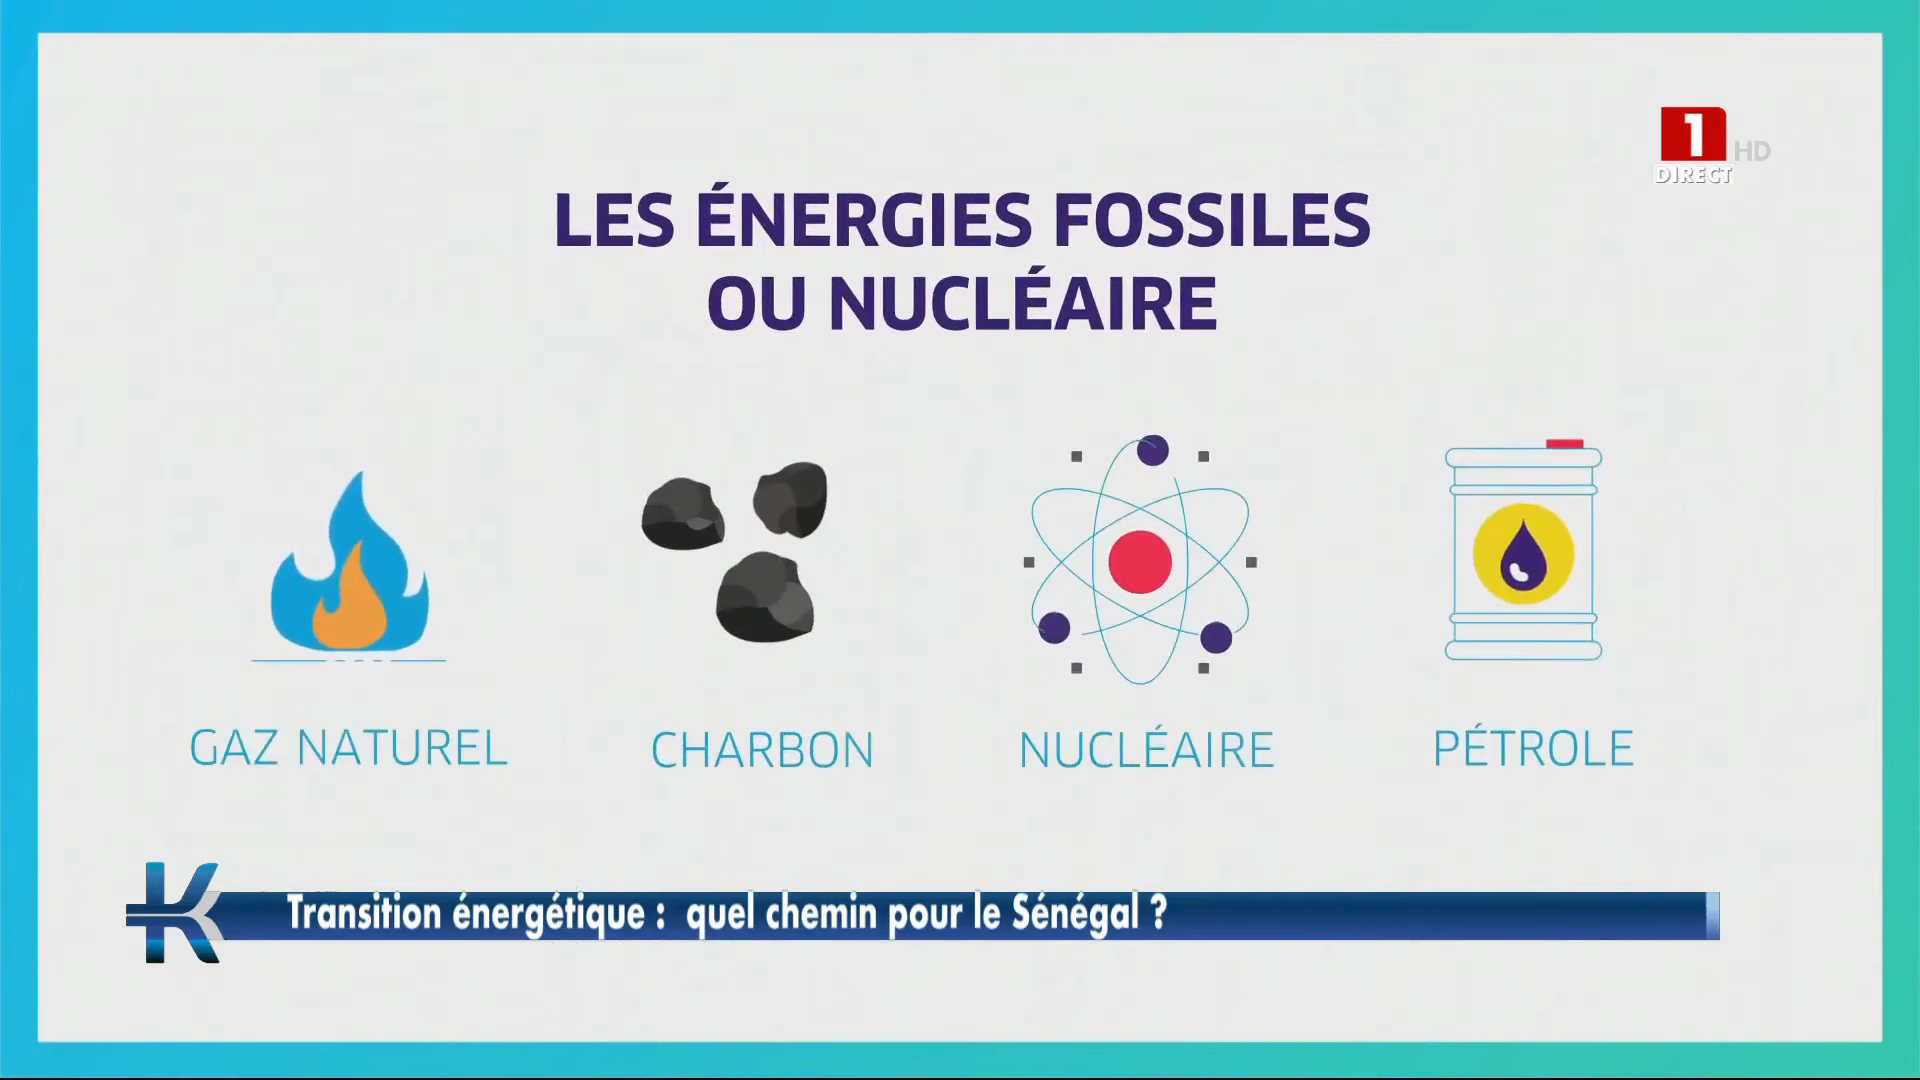 1
HD
DIRECT
LES ÉNERGIES FOSSILES
OU NUCLÉAIRE
GAZ NATUREL
CHARBON
NUCLÉAIRE
PÉTROLE
K
Transition énergétique : quel chemin pour le Sénégal ?